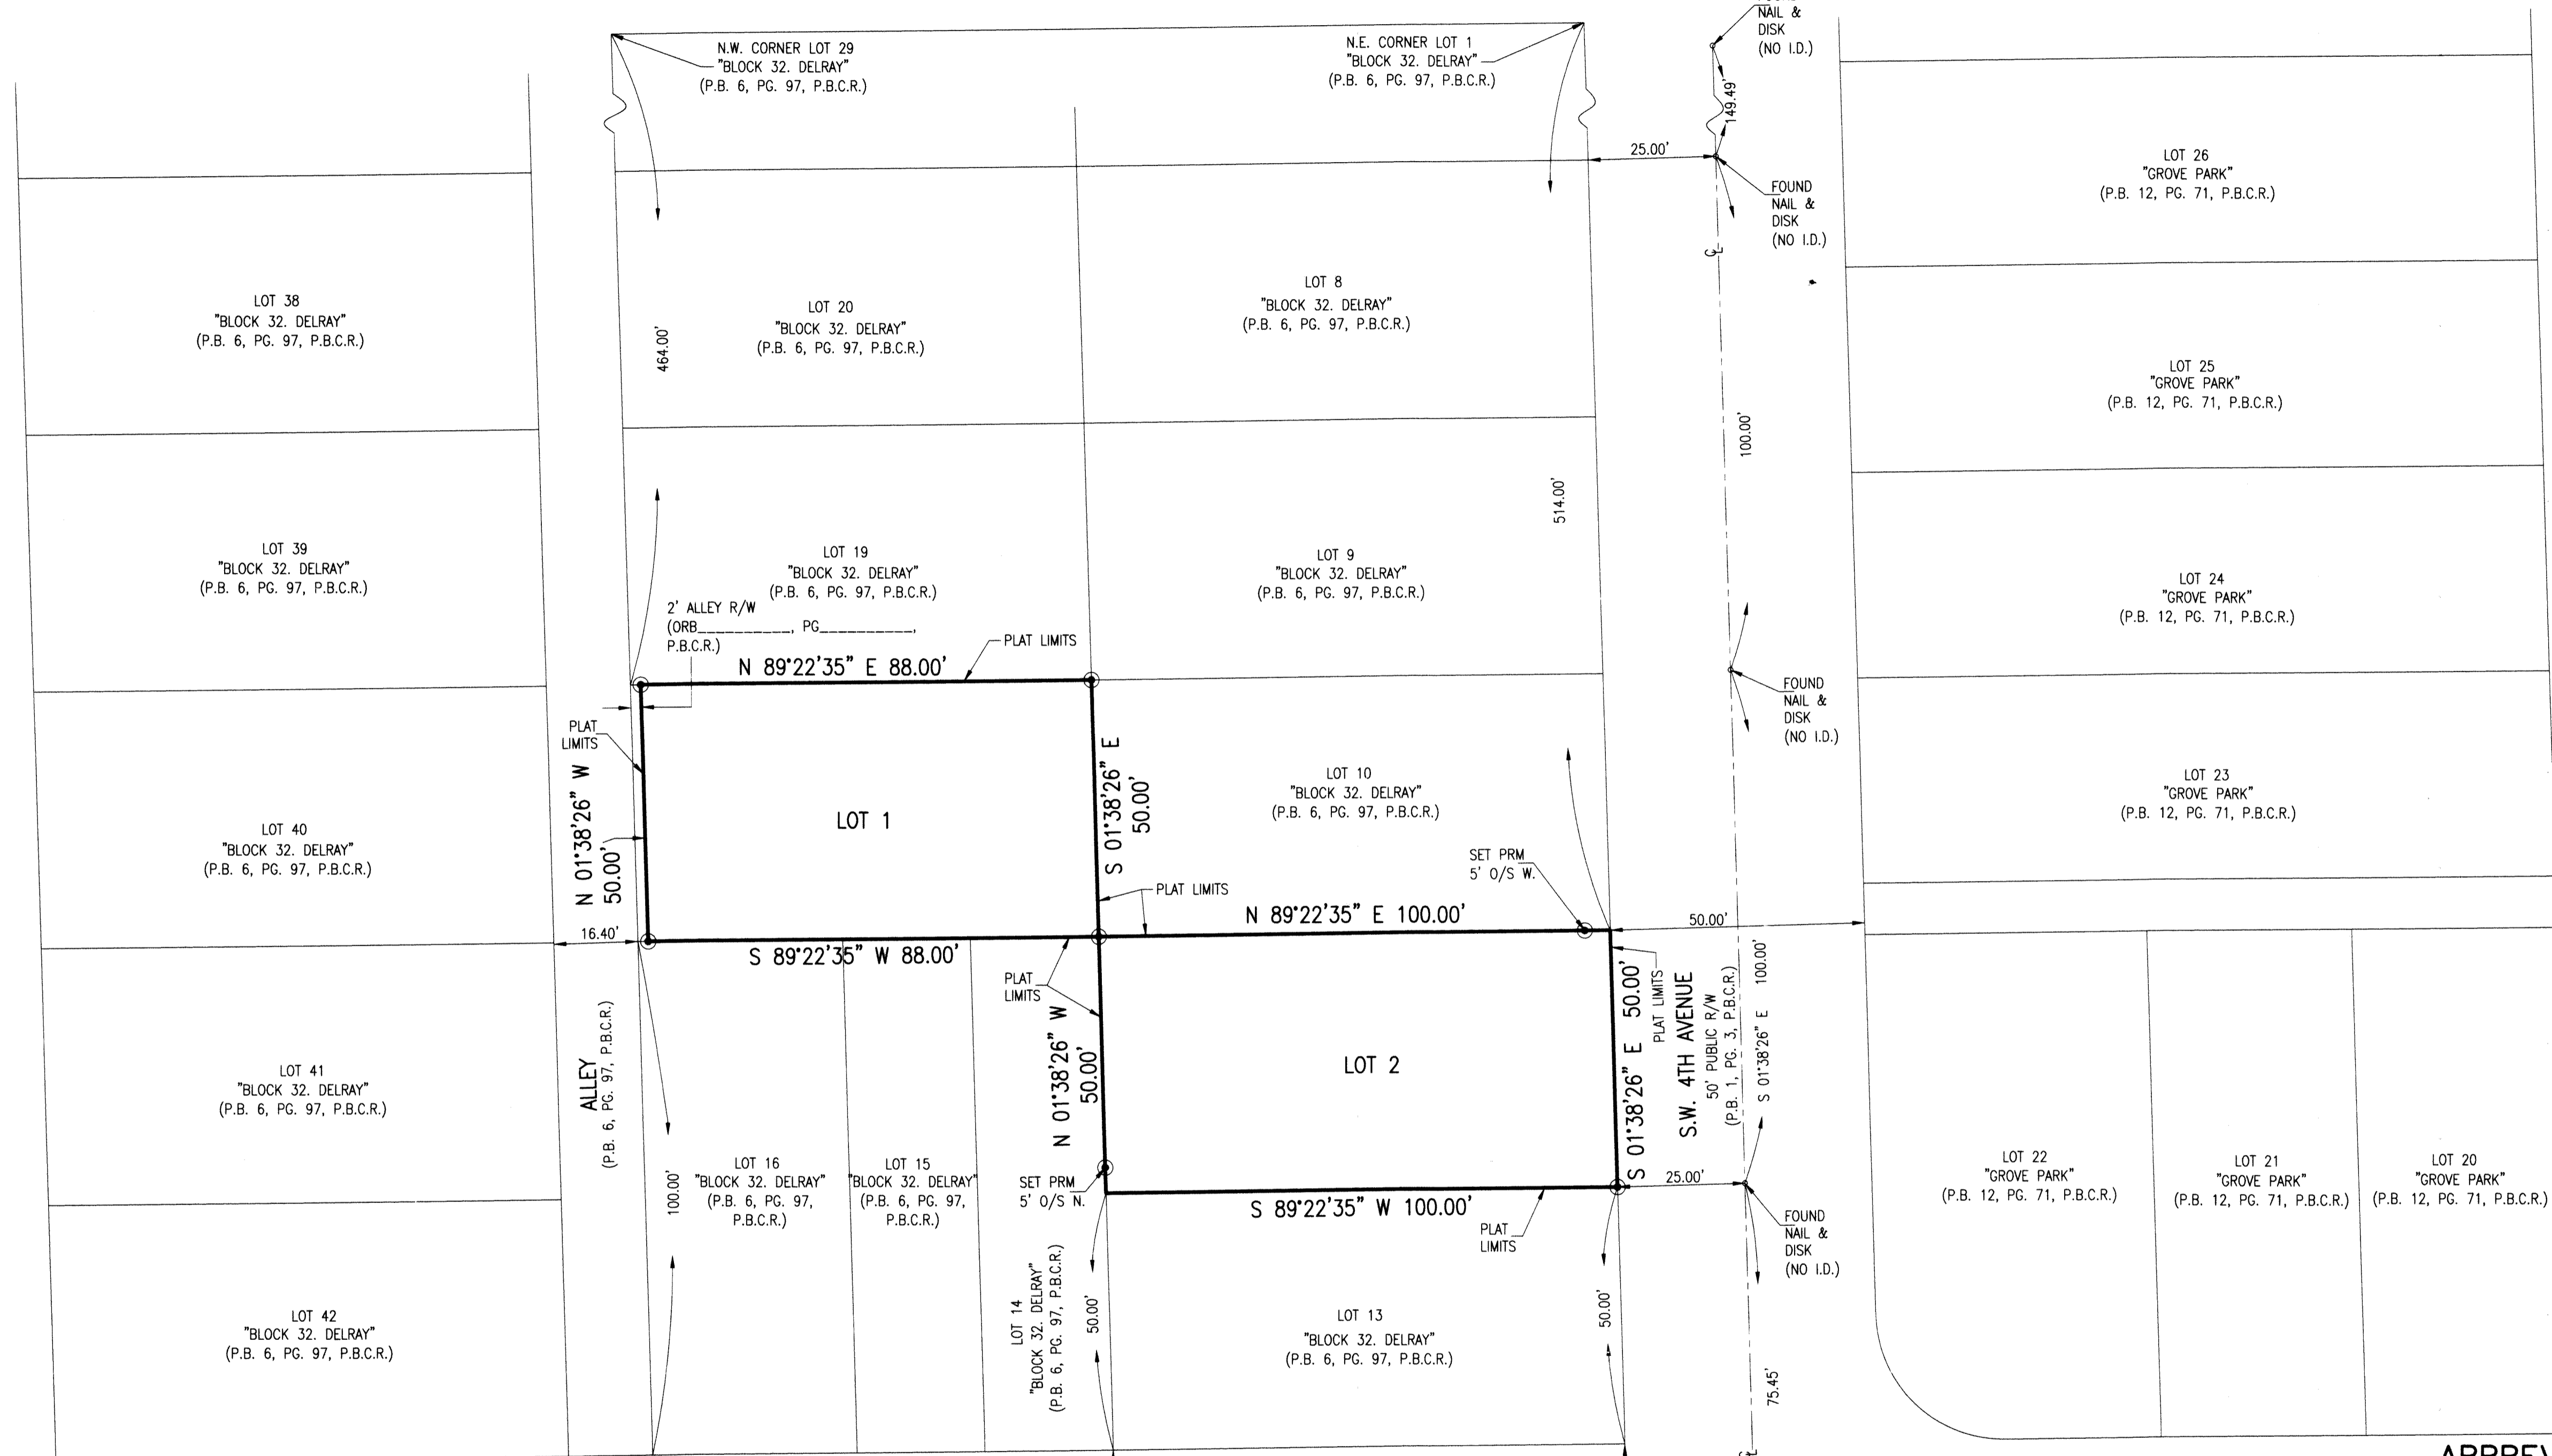 N.W. CORNER LOT 29
"BLOCK 32. DELRAY"
(P.B. 6, PG. 97, P.B.C.R.)
N.E. CORNER LOT 1
"BLOCK 32. DELRAY"
(P.B. 6, PG. 97, P.B.C.R.)
NAIL &
DISK
(NO I.D.)
149.49'
25.00'
FOUND
NAIL &
DISK
(NO I.D.)
LOT 26
"GROVE PARK"
(P.B. 12, PG. 71, P.B.C.R.)
LOT 38
"BLOCK 32. DELRAY"
(P.B. 6, PG. 97, P.B.C.R.)
464.00'
LOT 20
"BLOCK 32. DELRAY"
(P.B. 6, PG. 97, P.B.C.R.)
LOT 8
"BLOCK 32. DELRAY"
(P.B. 6, PG. 97, P.B.C.R.)
LOT 25
"GROVE PARK"
(P.B. 12, PG. 71, P.B.C.R.)
100.00'
514.00'
LOT 39
"BLOCK 32. DELRAY"
(P.B. 6, PG. 97, P.B.C.R.)
LOT 19
"BLOCK 32. DELRAY"
(P.B. 6, PG. 97, P.B.C.R.)
LOT 9
"BLOCK 32. DELRAY"
(P.B. 6, PG. 97, P.B.C.R.)
LOT 24
"GROVE PARK"
(P.B. 12, PG. 71, P.B.C.R.)
2' ALLEY R/W
(ORB__________, PG__________,
P.B.C.R.)
PLAT LIMITS
N 89°22'35" E 88.00'
FOUND
NAIL &
DISK
(NO I.D.)
PLAT
LIMITS
N 01°38'26" W
50.00'
LOT 1
S 01°38'26" E
50.00'
LOT 10
"BLOCK 32. DELRAY"
(P.B. 6, PG. 97, P.B.C.R.)
LOT 23
"GROVE PARK"
(P.B. 12, PG. 71, P.B.C.R.)
LOT 40
"BLOCK 32. DELRAY"
(P.B. 6, PG. 97, P.B.C.R.)
SET PRM
5' O/S W.
PLAT LIMITS
N 89°22'35" E 100.00'
50.00'
16.40'
S 89°22'35" W 88.00'
PLAT
LIMITS
N 01°38'26" W
50.00'
LOT 2
S 01°38'26" E 50.00'
PLAT LIMITS
S.W. 4TH AVENUE
50' PUBLIC R/W
(P.B. 1, PG. 3, P.B.C.R.)
S 01°38'26" E 100.00'
ALLEY
(P.B. 6, PG. 97, P.B.C.R.)
LOT 41
"BLOCK 32. DELRAY"
(P.B. 6, PG. 97, P.B.C.R.)
100.00'
LOT 16
"BLOCK 32. DELRAY"
(P.B. 6, PG. 97,
P.B.C.R.)
LOT 15
"BLOCK 32. DELRAY"
(P.B. 6, PG. 97,
P.B.C.R.)
SET PRM
5' O/S N.
S 89°22'35" W 100.00'
PLAT
LIMITS
25.00'
FOUND
NAIL &
DISK
(NO I.D.)
LOT 22
"GROVE PARK"
(P.B. 12, PG. 71, P.B.C.R.)
LOT 21
"GROVE PARK"
(P.B. 12, PG. 71, P.B.C.R.)
LOT 20
"GROVE PARK"
(P.B. 12, PG. 71, P.B.C.R.)
LOT 42
"BLOCK 32. DELRAY"
(P.B. 6, PG. 97, P.B.C.R.)
LOT 14
"BLOCK 32. DELRAY"
(P.B. 6, PG. 97, P.B.C.R.)
50.00'
LOT 13
"BLOCK 32. DELRAY"
(P.B. 6, PG. 97, P.B.C.R.)
50.00'
75.45'